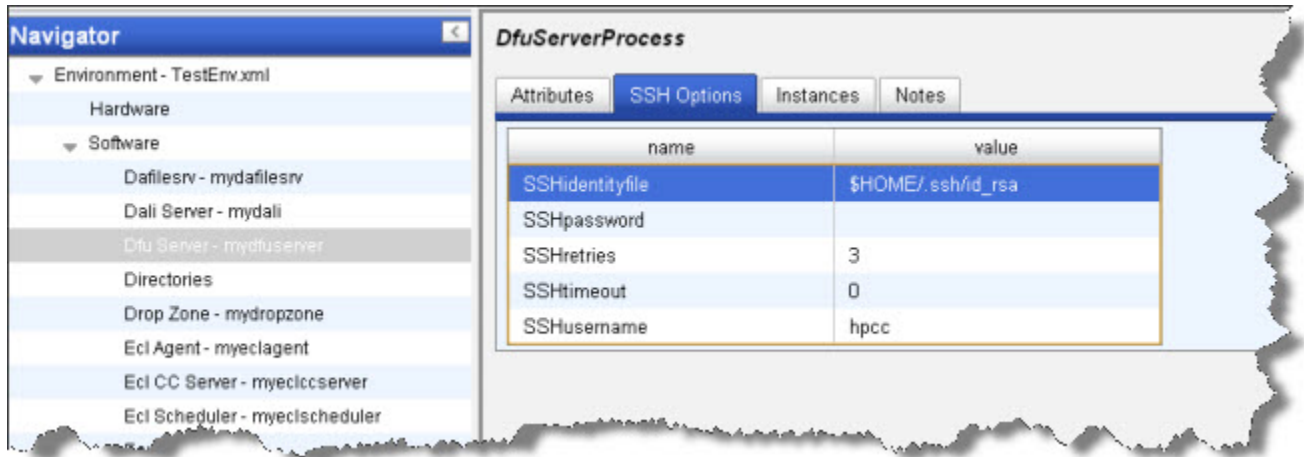 Navigator
Environment - TestEnv.xml
Hardware
Software
Dafilesrv - mydafilesrv
Dali Server - mydali
Dfu Server - mydfuserver
Directories
Drop Zone - mydropzone
Ecl Agent - myeclagent
Ecl CC Server - myeclccserver
Ecl Scheduler - myeclscheduler
DfuServerProcess
Attributes SSH Options Instances Notes
name value
SSHidentityfile $HOME/.ssh/id_rsa
SSHpassword
SSHretries 3
SSHtimeout 0
SSHusername hpcc